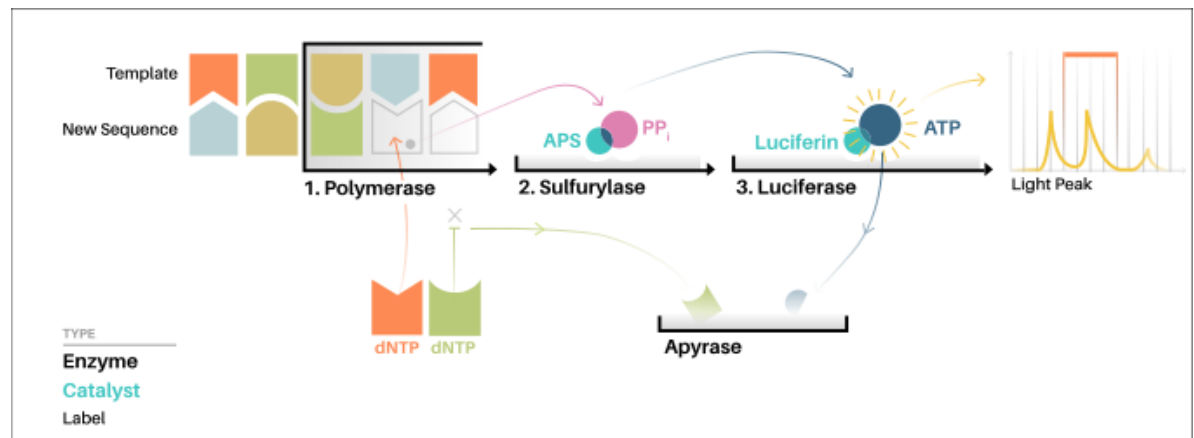 Template
New Sequence
1. Polymerase
APS
PPi
2. Sulfurylase
Luciferin
ATP
3. Luciferase
Light Peak
dNTP
dNTP
Apyrase
TYPE
Enzyme
Catalyst
Label